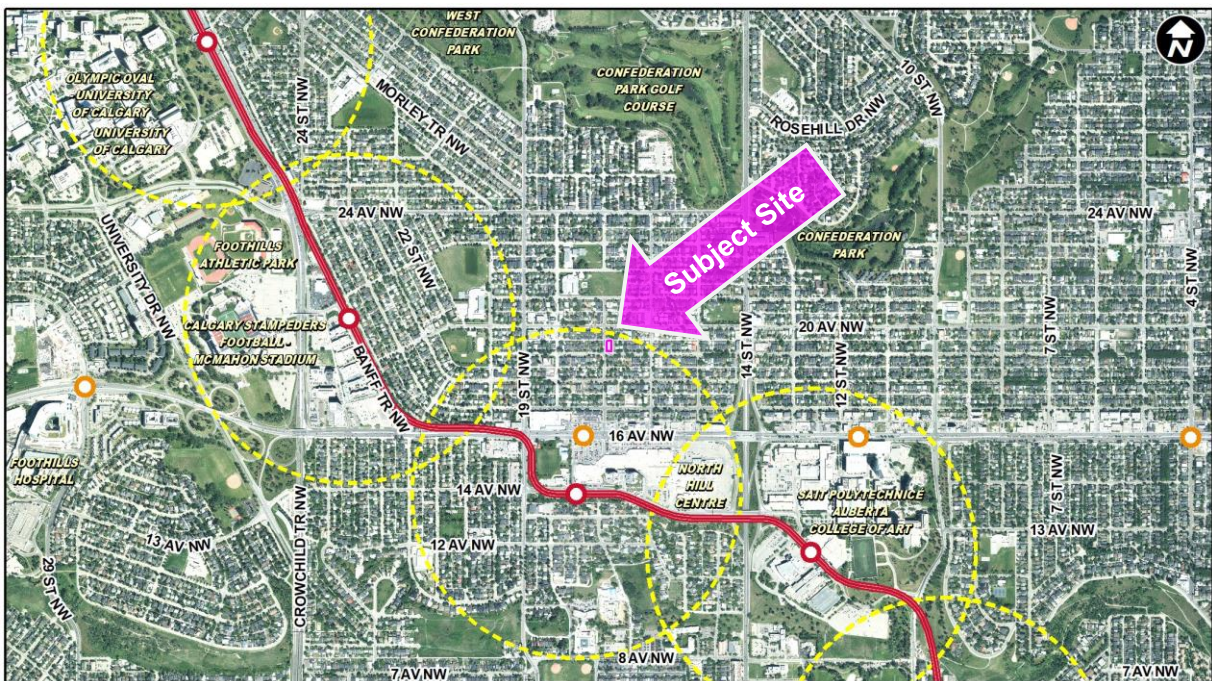 WEST
CONFEDERATION
PARK
N
OLYMPIC OVAL
UNIVERSITY
OF CALGARY
UNIVERSITY
OF CALGARY
24 ST NW
MORLEY TR NW
CONFEDERATION
PARK GOLF
COURSE
10 ST NW
ROSEHILL DR NW
24 AV NW
24 AV NW
UNIVERSITY DR NW
FOOTHILLS
ATHLETIC PARK
22 ST NW
Subject Site
CONFEDERATION
PARK
4 ST NW
CALGARY STAMPEDERS
FOOTBALL -
MCMAHON STADIUM
BANFF TR NW
19 ST NW
14 ST NW
20 AV NW
12 ST NW
7 ST NW
16 AV NW
FOOTHILLS
HOSPITAL
14 AV NW
NORTH
HILL
CENTRE
SAIT POLYTECHNICE
ALBERTA
COLLEGE OF ART
7 ST NW
13 AV NW
12 AV NW
13 AV NW
29 ST NW
CROWCHILD TR NW
8 AV NW
7 AV NW
7 AV NW